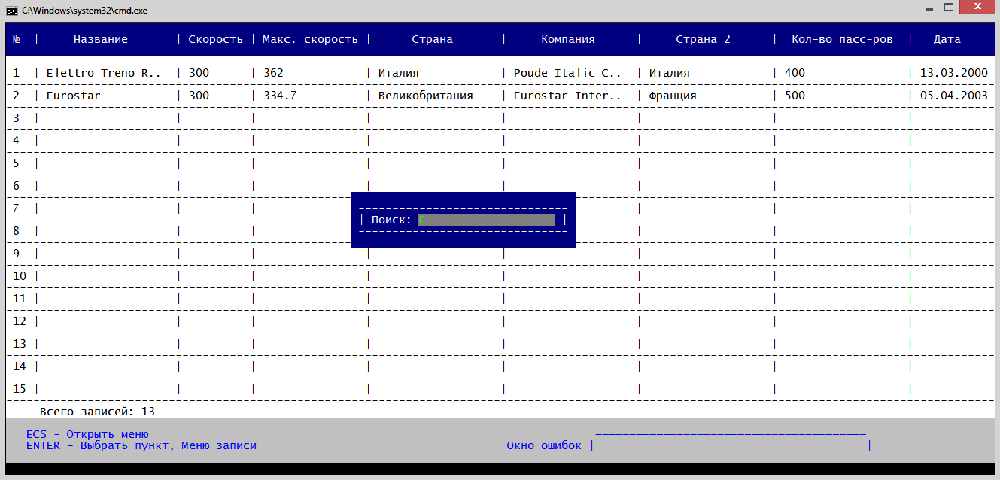 C:\Windows\system32\cmd.exe
№ | Название | Скорость | Макс. скорость | Страна | Компания | Страна 2 | Кол-во пасс-ров | Дата
1 | Elettro Treno R.. | 300 | 362 | Италия | Poude Italic C.. | Италия | 400 | 13.03.2000
2 | Eurostar | 300 | 334.7 | Великобритания | Eurostar Inter.. | Франция | 500 | 05.04.2003
3
4
5
6
7
| Поиск: E |
8
9
10
11
12
13
14
15
Всего записей: 13
ECS - Открыть меню
ENTER - Выбрать пункт, Меню записи
Окно ошибок | |